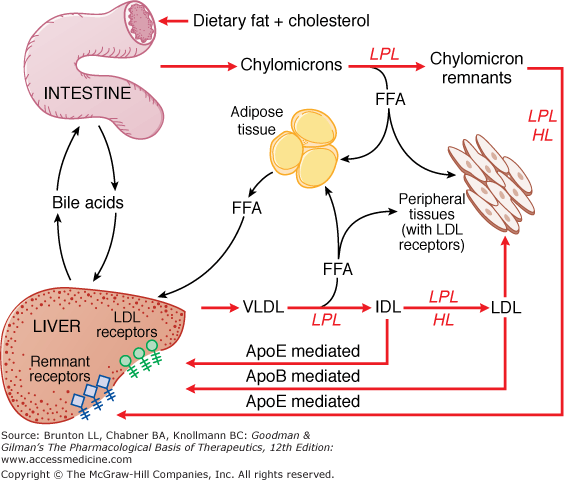 Dietary fat + cholesterol
INTESTINE
Chylomicrons
LPL
Chylomicron
remnants
FFA
LPL
HL
Adipose
tissue
Bile acids
FFA
Peripheral
tissues
(with LDL
receptors)
FFA
LIVER
LDL
receptors
Remnant
receptors
VLDL
LPL
IDL
LPL
HL
LDL
ApoE mediated
ApoB mediated
ApoE mediated
Source: Brunton LL, Chabner BA, Knollmann BC: Goodman &
Gilman's The Pharmacological Basis of Therapeutics, 12th Edition:
www.accessmedicine.com
Copyright © The McGraw-Hill Companies, Inc. All rights reserved.